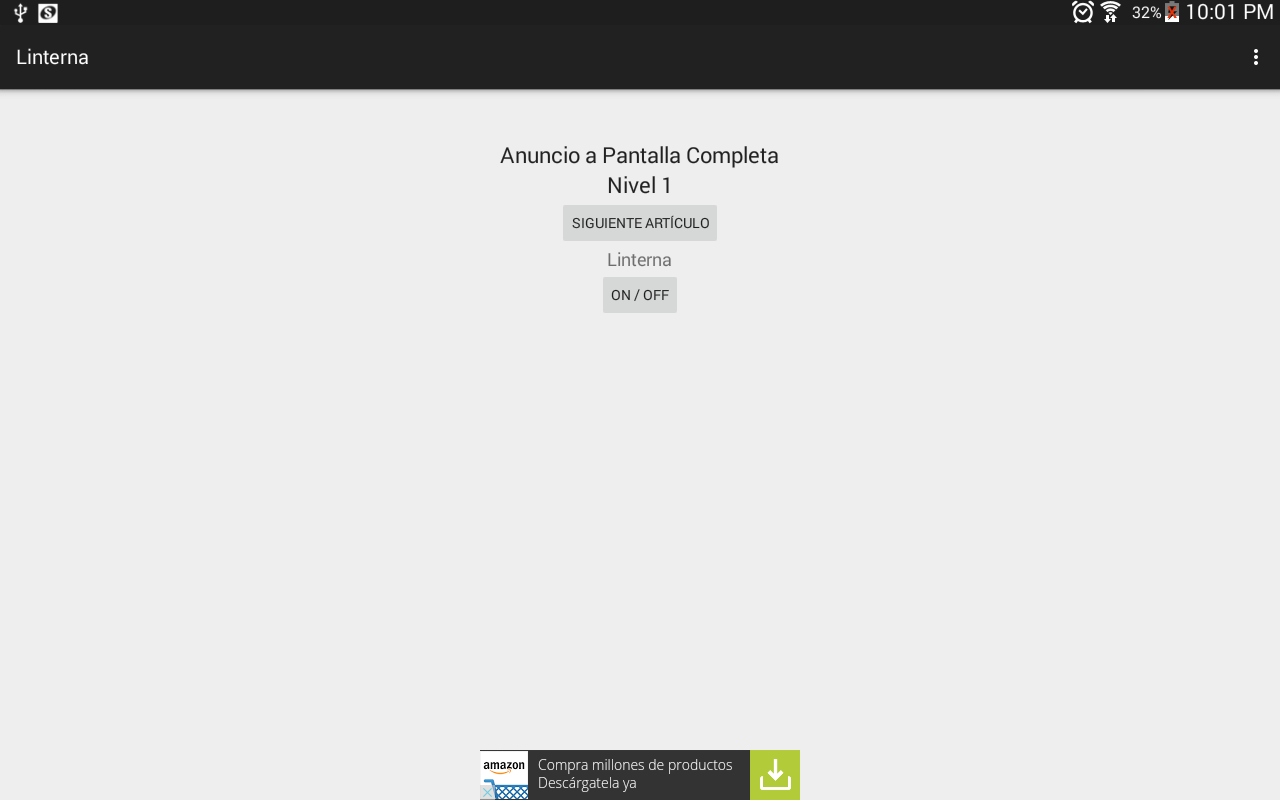 32% 10:01 PM
Linterna
Anuncio a Pantalla Completa
Nivel 1
SIGUIENTE ARTÍCULO
Linterna
ON / OFF
amazon
Compra millones de productos
Descárgatela ya